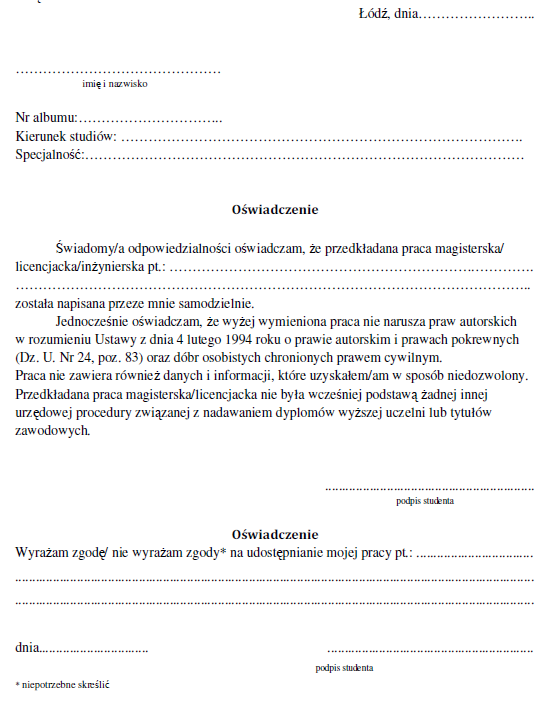 Łódź, dnia……………………..
……………………………………….
imię i nazwisko
Nr albumu:…………………………..
Kierunek studiów: …………………………………………………………………………….
Specjalność:……………………………………………………………………………………
Oświadczenie
Świadomy/a odpowiedzialności oświadczam, że przedkładana praca magisterska/
licencjacka/inżynierska pt.: ………………………………………………………….………….
…………………………………………………………………………………………………..
została napisana przeze mnie samodzielnie.
Jednocześnie oświadczam, że wyżej wymieniona praca nie narusza praw autorskich
w rozumieniu Ustawy z dnia 4 lutego 1994 roku o prawie autorskim i prawach pokrewnych
(Dz. U. Nr 24, poz. 83) oraz dóbr osobistych chronionych prawem cywilnym.
Praca nie zawiera również danych i informacji, które uzyskałem/am w sposób niedozwolony.
Przedkładana praca magisterska/licencjacka nie była wcześniej podstawą żadnej innej
urzędowej procedury związanej z nadawaniem dyplomów wyższej uczelni lub tytułów
zawodowych.
..............................................................
podpis studenta
Oświadczenie
Wyrażam zgodę/ nie wyrażam zgody* na udostępnianie mojej pracy pt.: ..................................
..........................................................................................................................................................
..........................................................................................................................................................
dnia................................ ............................................................
podpis studenta
* niepotrzebne skreślić